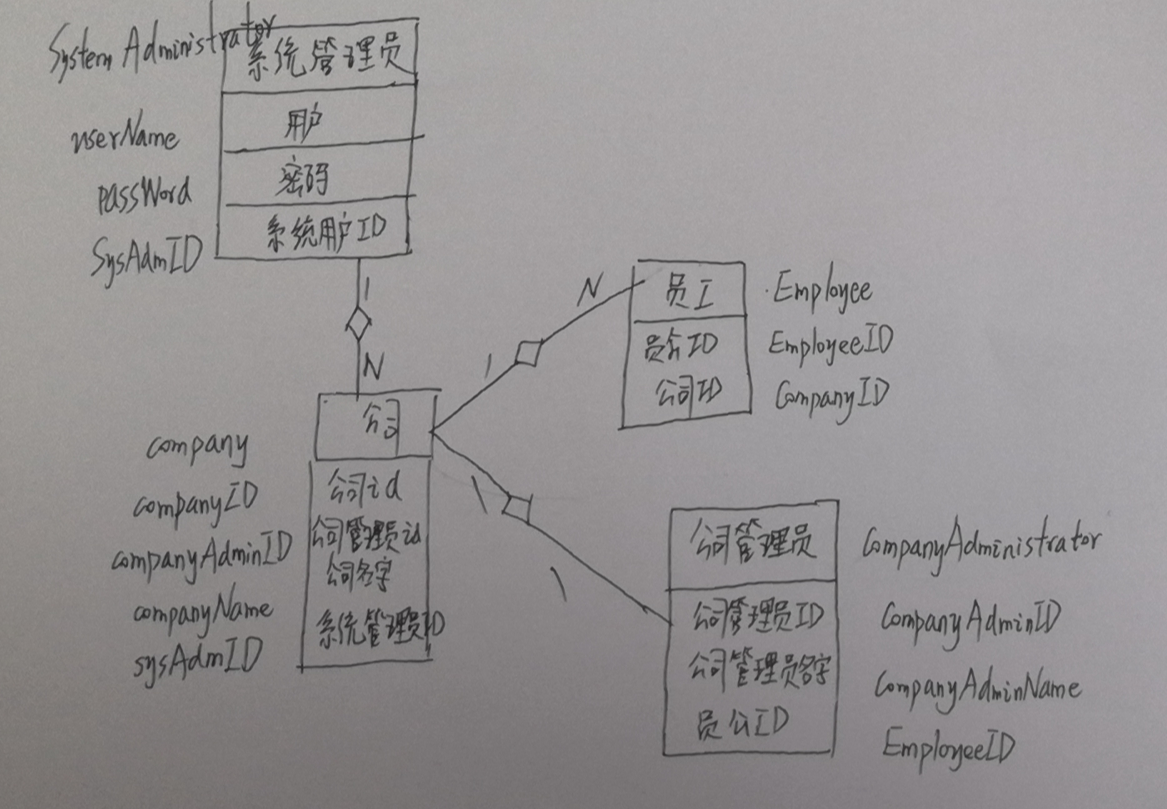 System Administrator
系统管理员
userName
用户
passWord
密码
SysAdmID
系统用户ID
1
N
N
1
员工
Employee
员公ID
EmployeeID
公司ID
CompanyID
company
公司
companyID
公司id
companyAdminID
公司管理员id
companyName
公司名字
sysAdmID
系统管理员ID
1
1
公司管理员
CompanyAdministrator
公司管理员ID
CompanyAdminID
公司管理员名字
CompanyAdminName
员公ID
EmployeeID